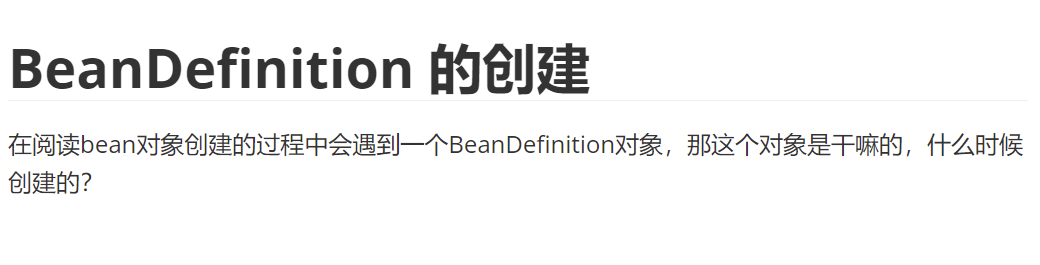 BeanDefinition 的创建
在阅读bean对象创建的过程中会遇到一个BeanDefinition对象，那这个对象是干嘛的，什么时候
创建的？